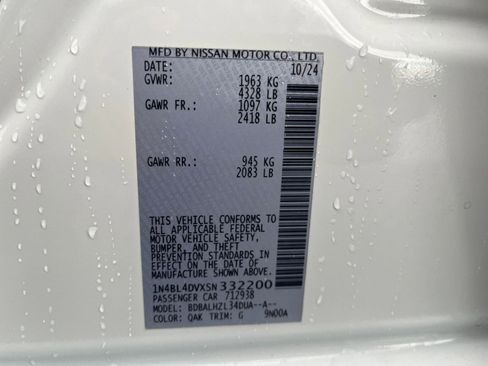 MFD BY NISSAN MOTOR CO., LTD.
DATE: 10/24
GVWR: 1963 KG
4328 LB
GAWR FR.: 1097 KG
2418 LB
GAWR RR.: 945 KG
2083 LB
THIS VEHICLE CONFORMS TO
ALL APPLICABLE FEDERAL
MOTOR VEHICLE SAFETY,
BUMPER, AND THEFT
PREVENTION STANDARDS IN
EFFECT ON THE DATE OF
MANUFACTURE SHOWN ABOVE.
1N4BL4DVXSN332200
PASSENGER CAR 712938
MODEL: BDBALHZL34DUA--A--
COLOR: QAK TRIM: G 9N00A